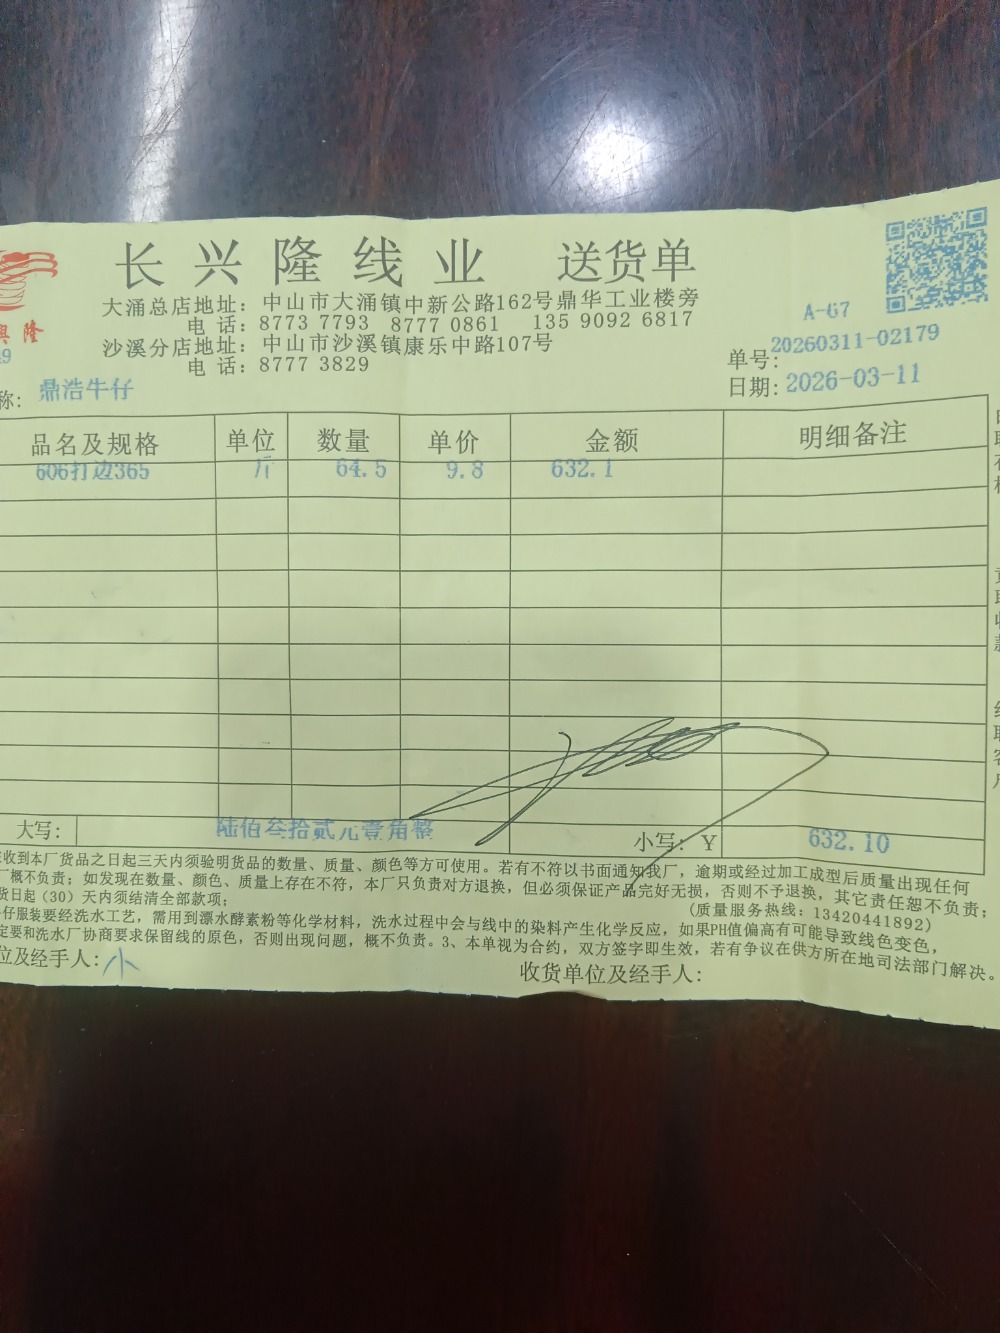 长兴隆线业 送货单
大涌总店地址：中山市大涌镇中新公路162号鼎华工业楼旁
电 话：8773 7793 8777 0861 135 9092 6817
沙溪分店地址：中山市沙溪镇康乐中路107号
电 话：8777 3829
隆
A-67
单号：20260311-02179
日期：2026-03-11
称：鼎浩牛仔
品名及规格 单位 数量 单价 金额 明细备注
606打边365 斤 64.5 9.8 632.1
大写： 陆佰叁拾贰元壹角整 小写：Y 632.10
收到本厂货品之日起三天内须验明货品的数量、质量、颜色等方可使用。若有不符以书面通知我厂，逾期或经过加工成型后质量出现任何
厂概不负责；如发现在数量、颜色、质量上存在不符，本厂只负责对方退换，但必须保证产品完好无损，否则不予退换，其它责任恕不负责；
货日起（30）天内须结清全部款项； （质量服务热线：13420441892）
仔服装要经洗水工艺，需用到漂水酵素粉等化学材料，洗水过程中会与线中的染料产生化学反应，如果PH值偏高有可能导致线色变色，
定要和洗水厂协商要求保留线的原色，否则出现问题，概不负责。3、本单视为合约，双方签字即生效，若有争议在供方所在地司法部门解决。
位及经手人：小 收货单位及经手人：